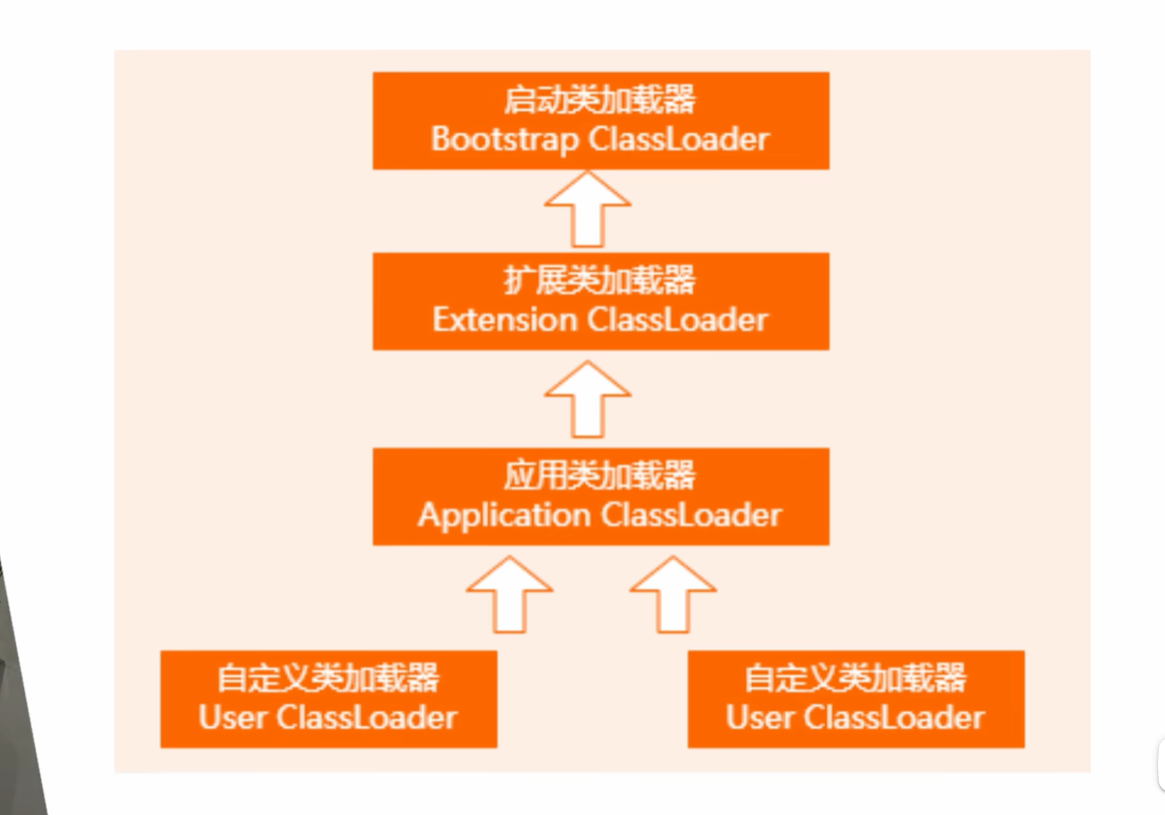 启动类加载器
Bootstrap ClassLoader
扩展类加载器
Extension ClassLoader
应用类加载器
Application ClassLoader
自定义类加载器
User ClassLoader
自定义类加载器
User ClassLoader